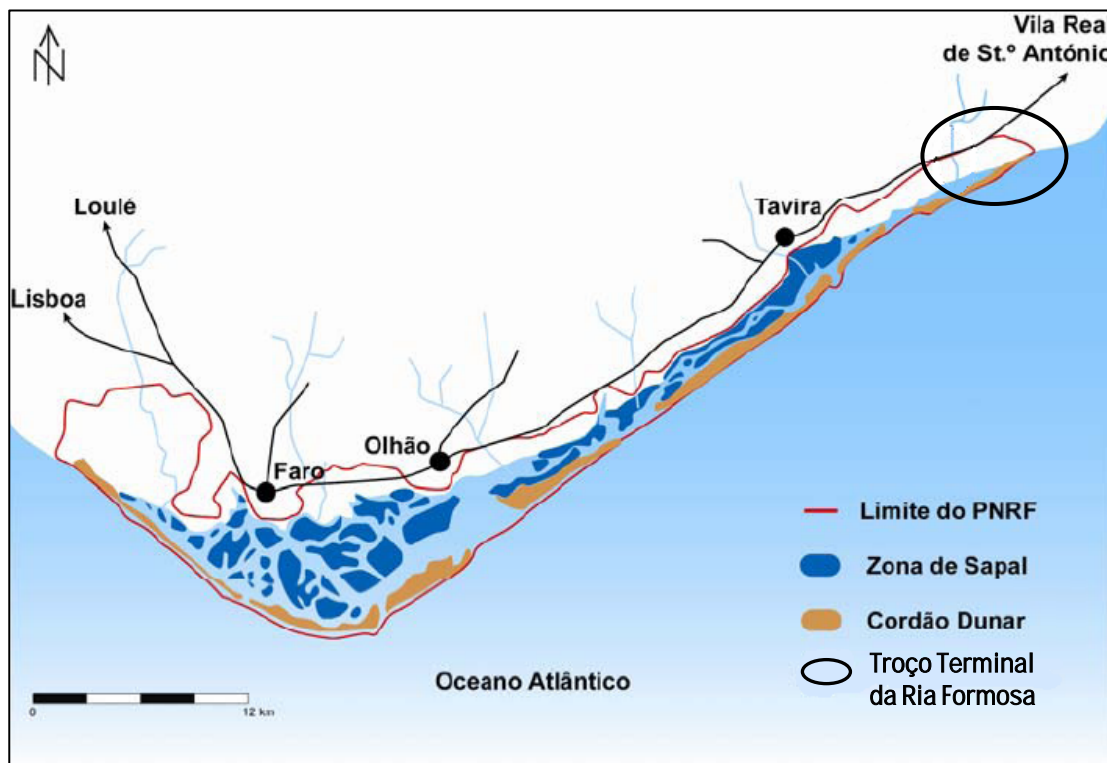 N
Vila Rea
de St.º António
Loulé
Tavira
Lisboa
Olhão
Faro
Limite do PNRF
Zona de Sapal
Cordão Dunar
Troço Terminal
da Ria Formosa
Oceano Atlântico
0
12 km